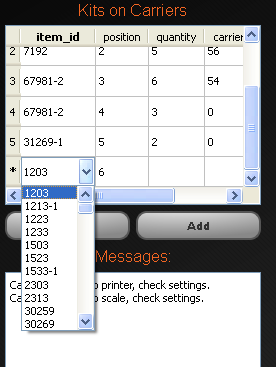 Kits on Carriers
item_id position quantity carrier
2 7192 2 5 56
3 67981-2 3 6 54
4 67981-2 4 3 0
5 31269-1 5 2 0
* 1203 6
1203
1213-1
1223
1233
1503
1523
1533-1
2303
2313
30259
30269
Add
Messages:
Ca o printer, check settings.
Ca o scale, check settings.